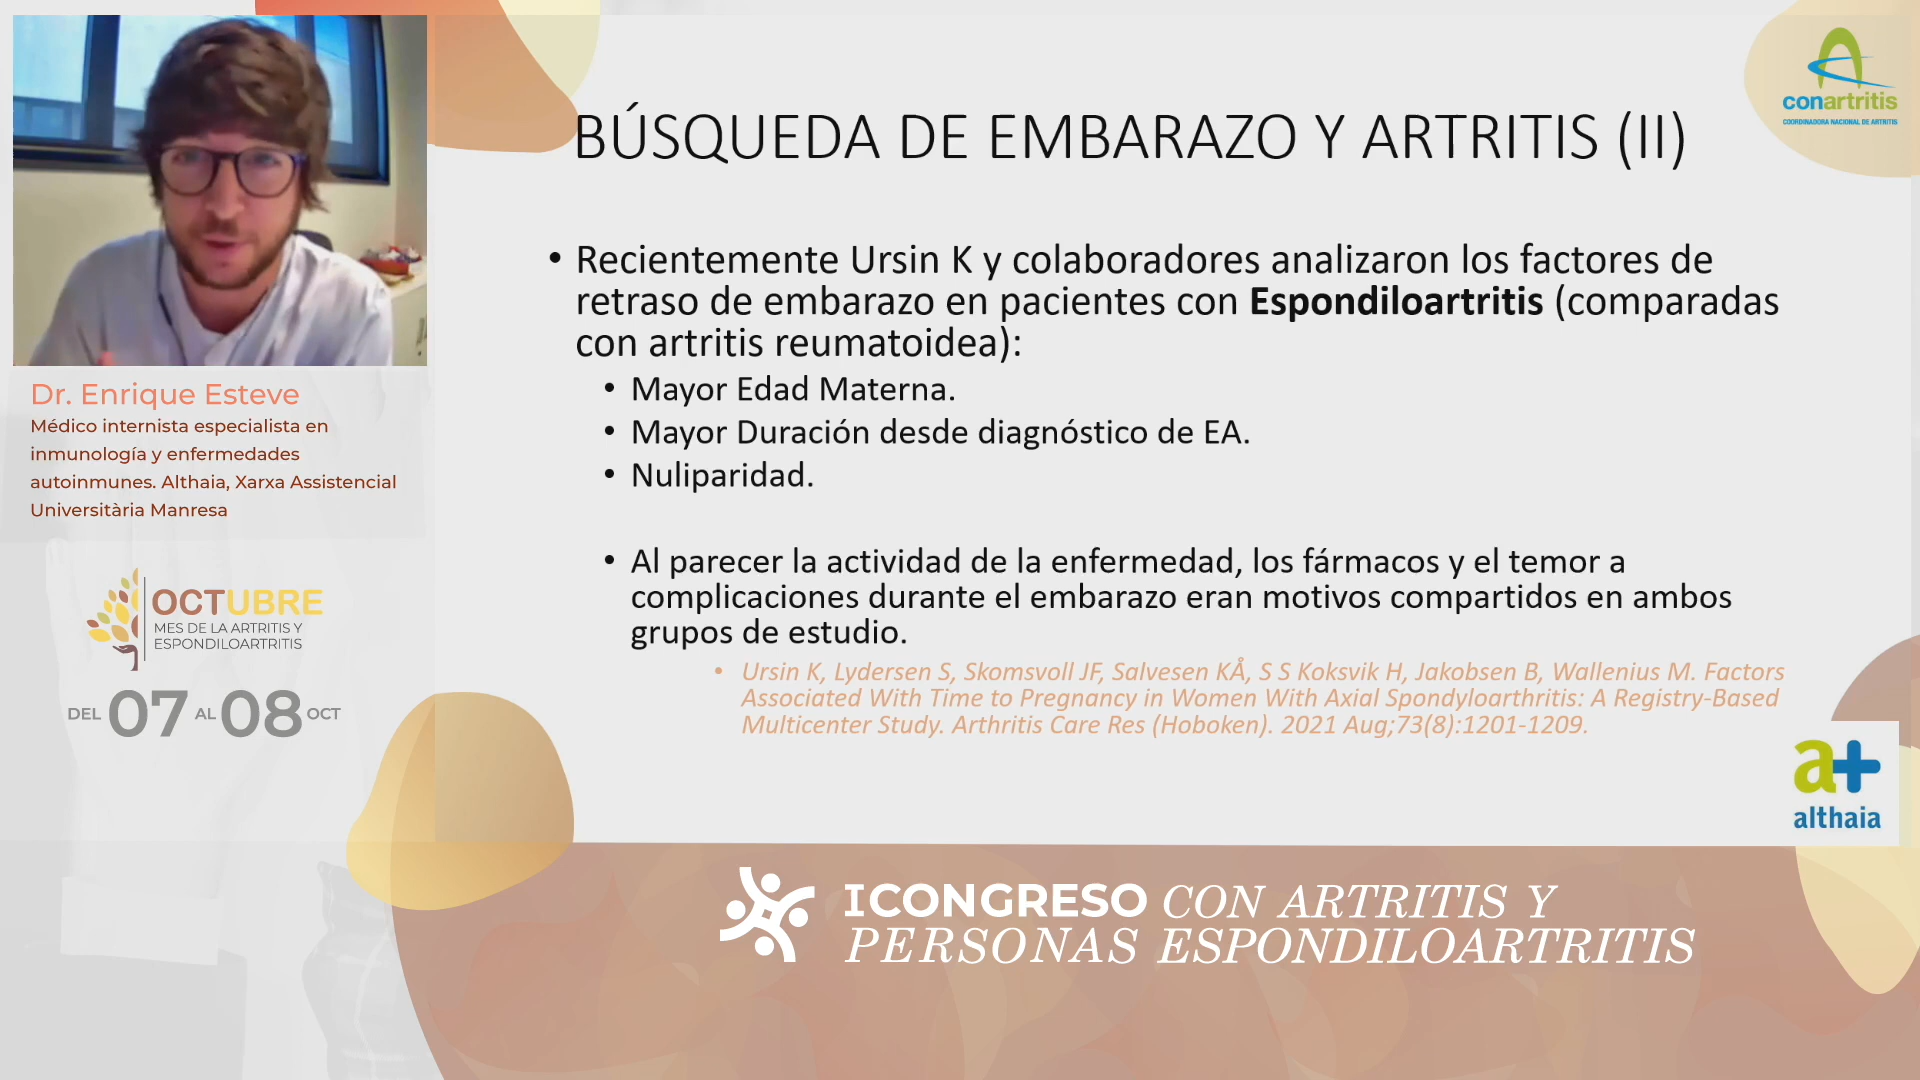 BÚSQUEDA DE EMBARAZO Y ARTRITIS (II)
conartritis
COORDINADORA NACIONAL DE ARTRITIS
• Recientemente Ursin K y colaboradores analizaron los factores de
retraso de embarazo en pacientes con Espondiloartritis (comparadas
con artritis reumatoidea):
• Mayor Edad Materna.
• Mayor Duración desde diagnóstico de EA.
• Nuliparidad.
• Al parecer la actividad de la enfermedad, los fármacos y el temor a
complicaciones durante el embarazo eran motivos compartidos en ambos
grupos de estudio.
• Ursin K, Lydersen S, Skomsvoll JF, Salvesen KÅ, S S Koksvik H, Jakobsen B, Wallenius M. Factors
Associated With Time to Pregnancy in Women With Axial Spondyloarthritis: A Registry-Based
Multicenter Study. Arthritis Care Res (Hoboken). 2021 Aug;73(8):1201-1209.
a+
althaia
Dr. Enrique Esteve
Médico internista especialista en
inmunología y enfermedades
autoinmunes. Althaia, Xarxa Assistencial
Universitària Manresa
OCTUBRE
MES DE LA ARTRITIS Y
ESPONDILOARTRITIS
DEL 07 AL 08 OCT
I CONGRESO CON ARTRITIS Y
PERSONAS ESPONDILOARTRITIS